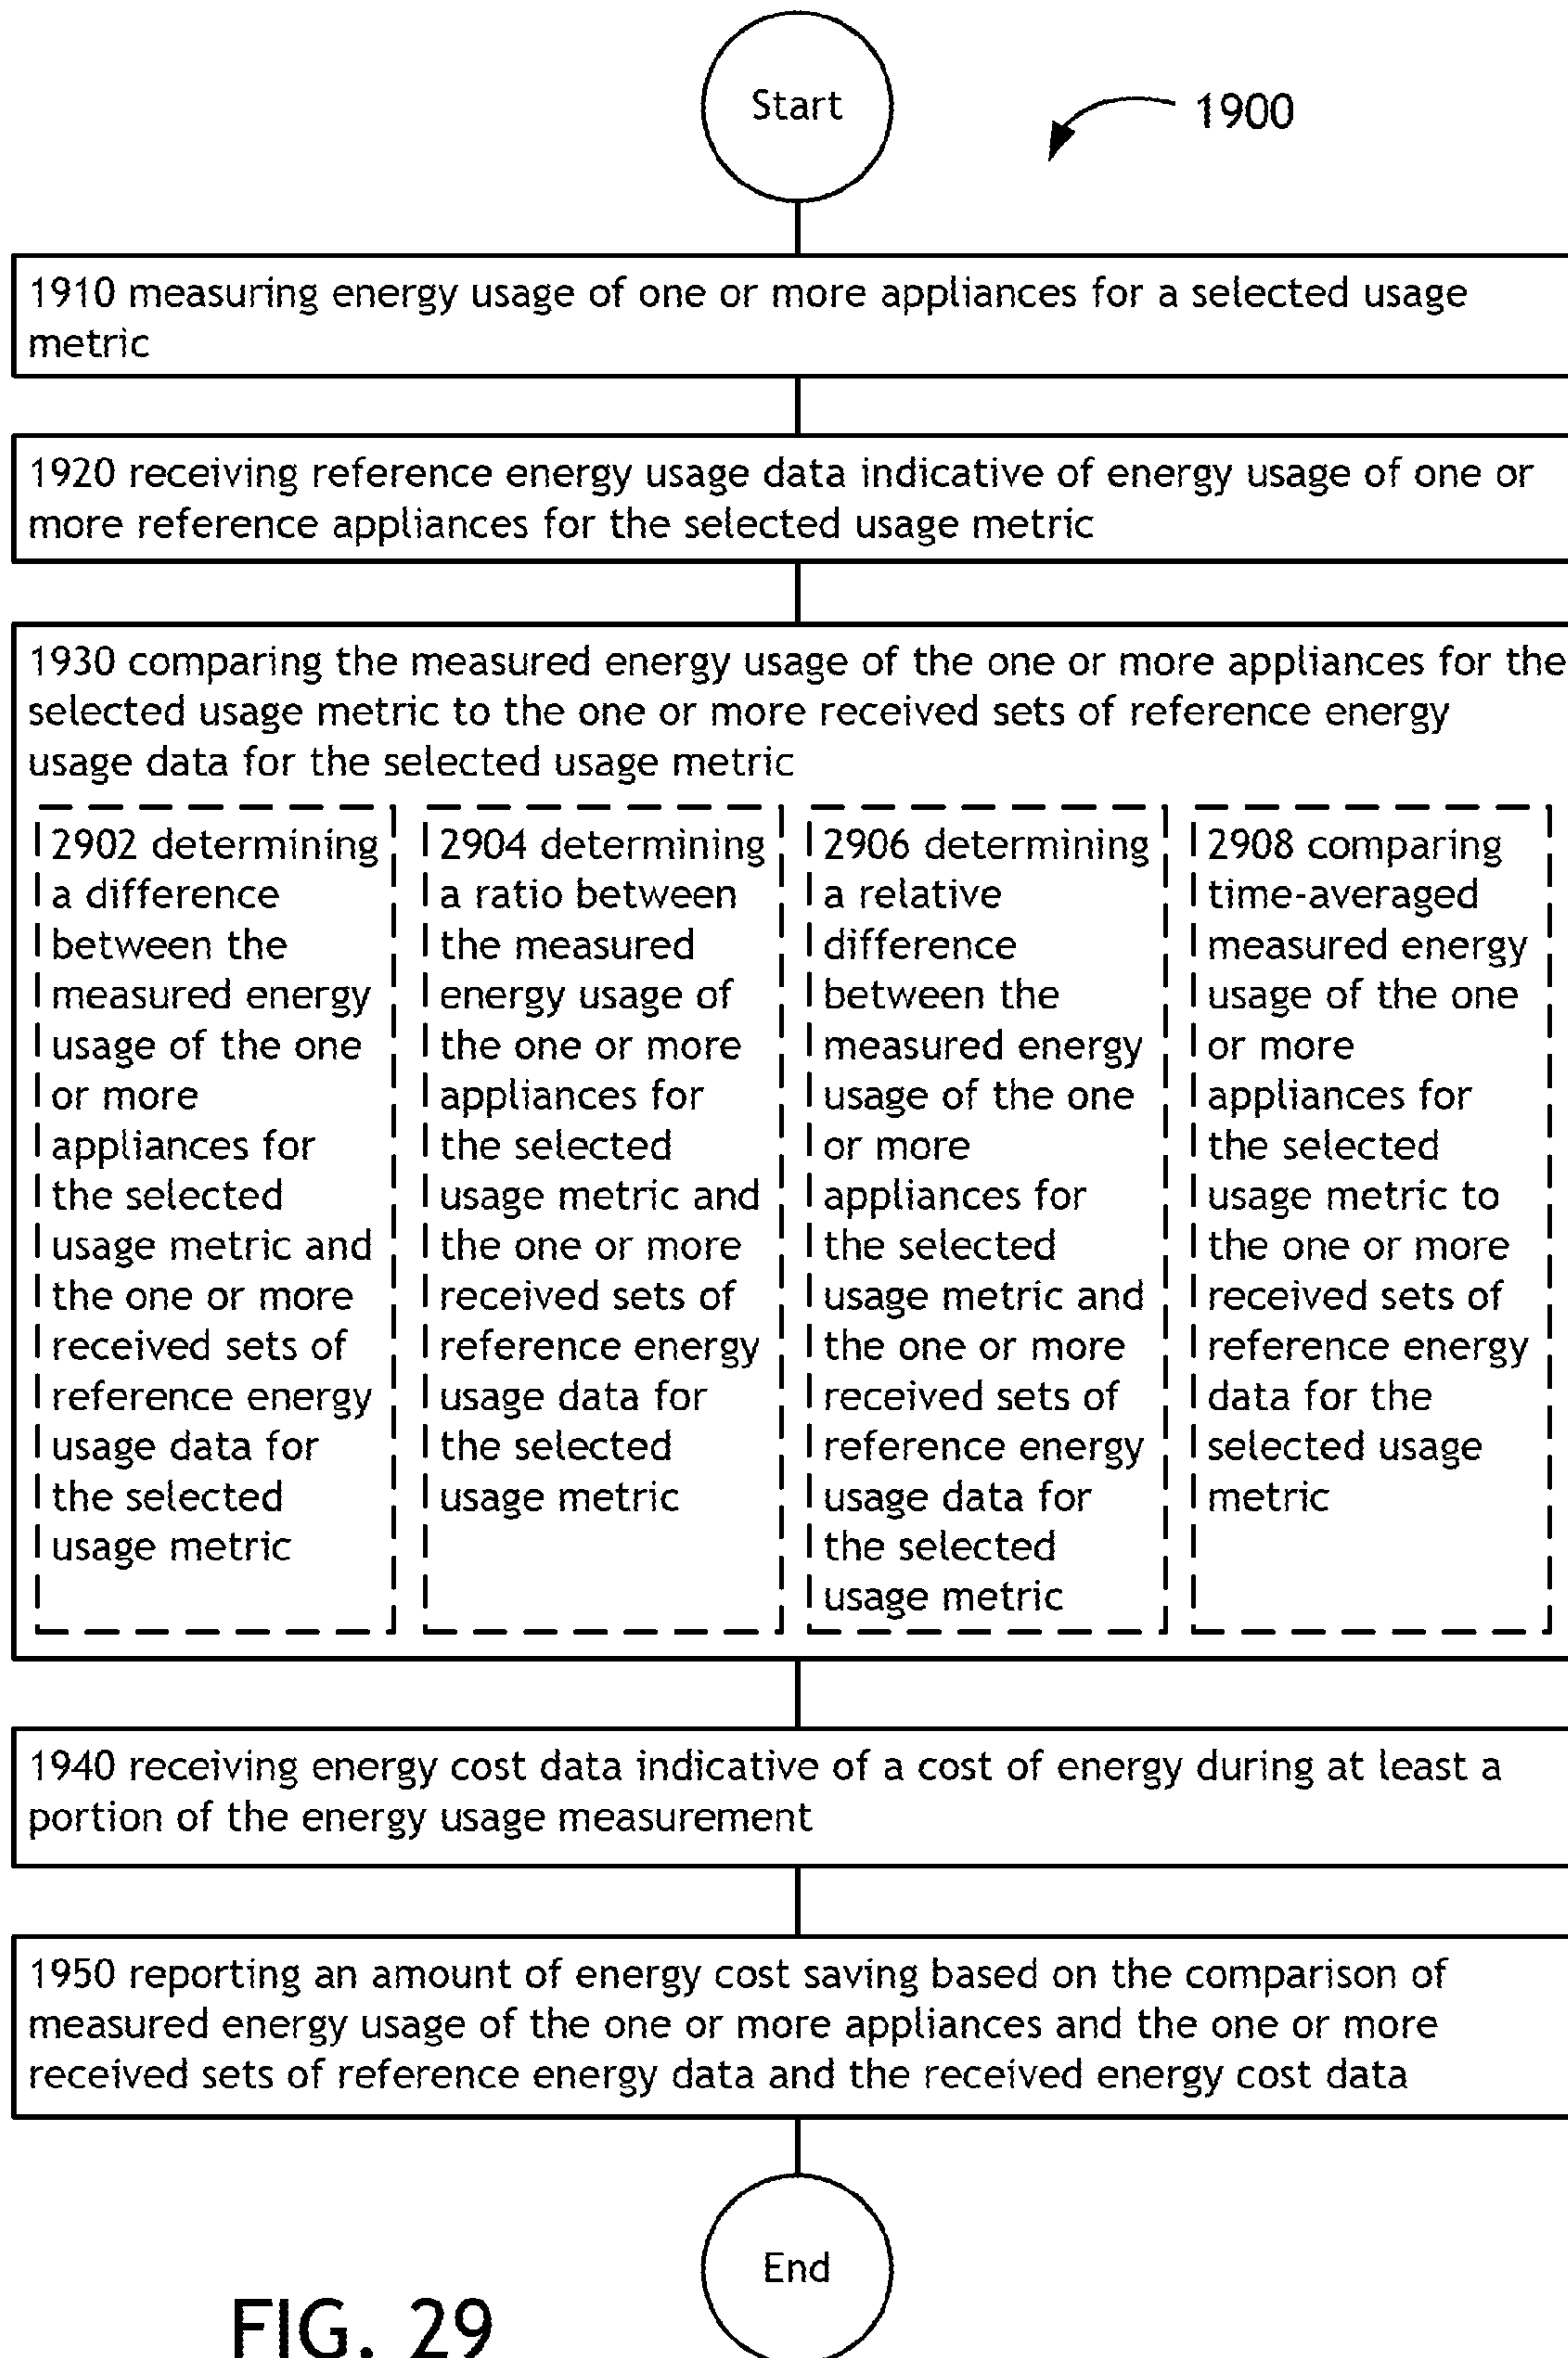 Start
1900
1910 measuring energy usage of one or more appliances for a selected usage
metric
1920 receiving reference energy usage data indicative of energy usage of one or
more reference appliances for the selected usage metric
1930 comparing the measured energy usage of the one or more appliances for the
selected usage metric to the one or more received sets of reference energy
usage data for the selected usage metric
2902 determining
a difference
between the
measured energy
usage of the one
or more
appliances for
the selected
usage metric and
the one or more
received sets of
reference energy
usage data for
the selected
usage metric
2904 determining
a ratio between
the measured
energy usage of
the one or more
appliances for
the selected
usage metric and
the one or more
received sets of
reference energy
usage data for
the selected
usage metric
2906 determining
a relative
difference
between the
measured energy
usage of the one
or more
appliances for
the selected
usage metric and
the one or more
received sets of
reference energy
usage data for
the selected
usage metric
2908 comparing
time-averaged
measured energy
usage of the one
or more
appliances for
the selected
usage metric to
the one or more
received sets of
reference energy
data for the
selected usage
metric
1940 receiving energy cost data indicative of a cost of energy during at least a
portion of the energy usage measurement
1950 reporting an amount of energy cost saving based on the comparison of
measured energy usage of the one or more appliances and the one or more
received sets of reference energy data and the received energy cost data
End
FIG. 29